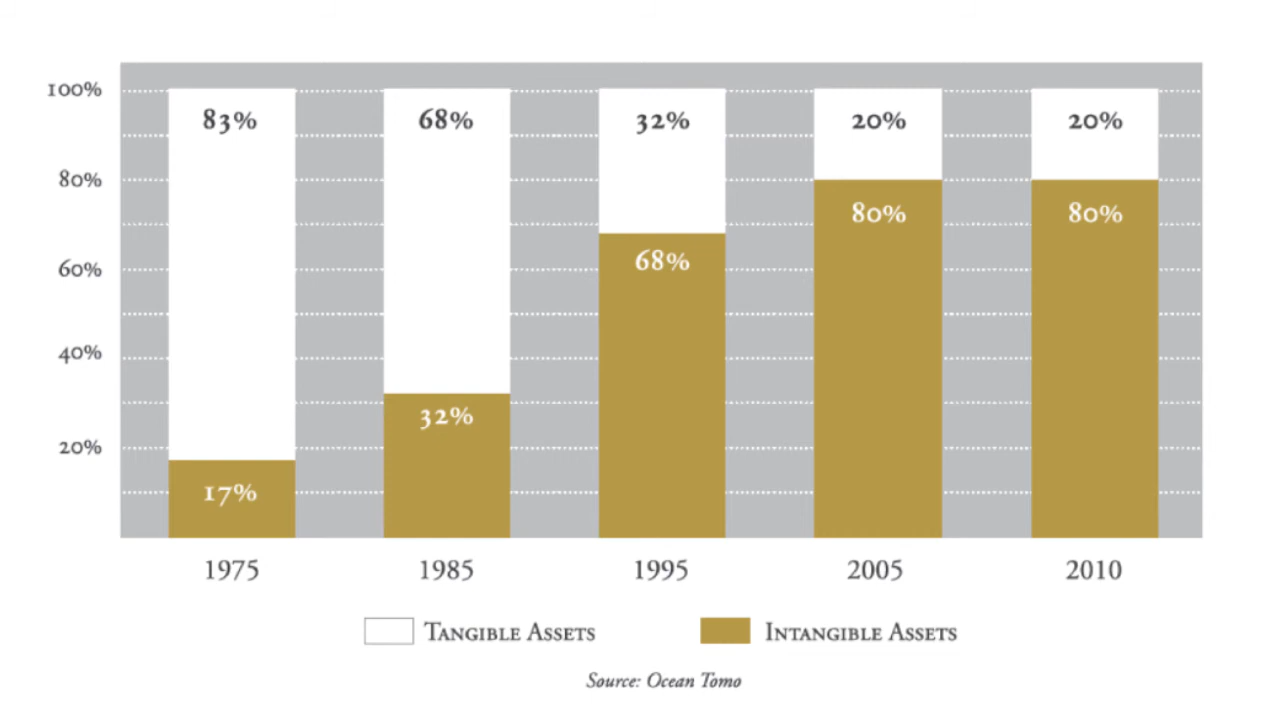 100%
83% 68% 32% 20% 20%
80%
80% 80%
60%
68%
40%
32%
20%
17%
1975 1985 1995 2005 2010
Tangible Assets Intangible Assets
Source: Ocean Tomo